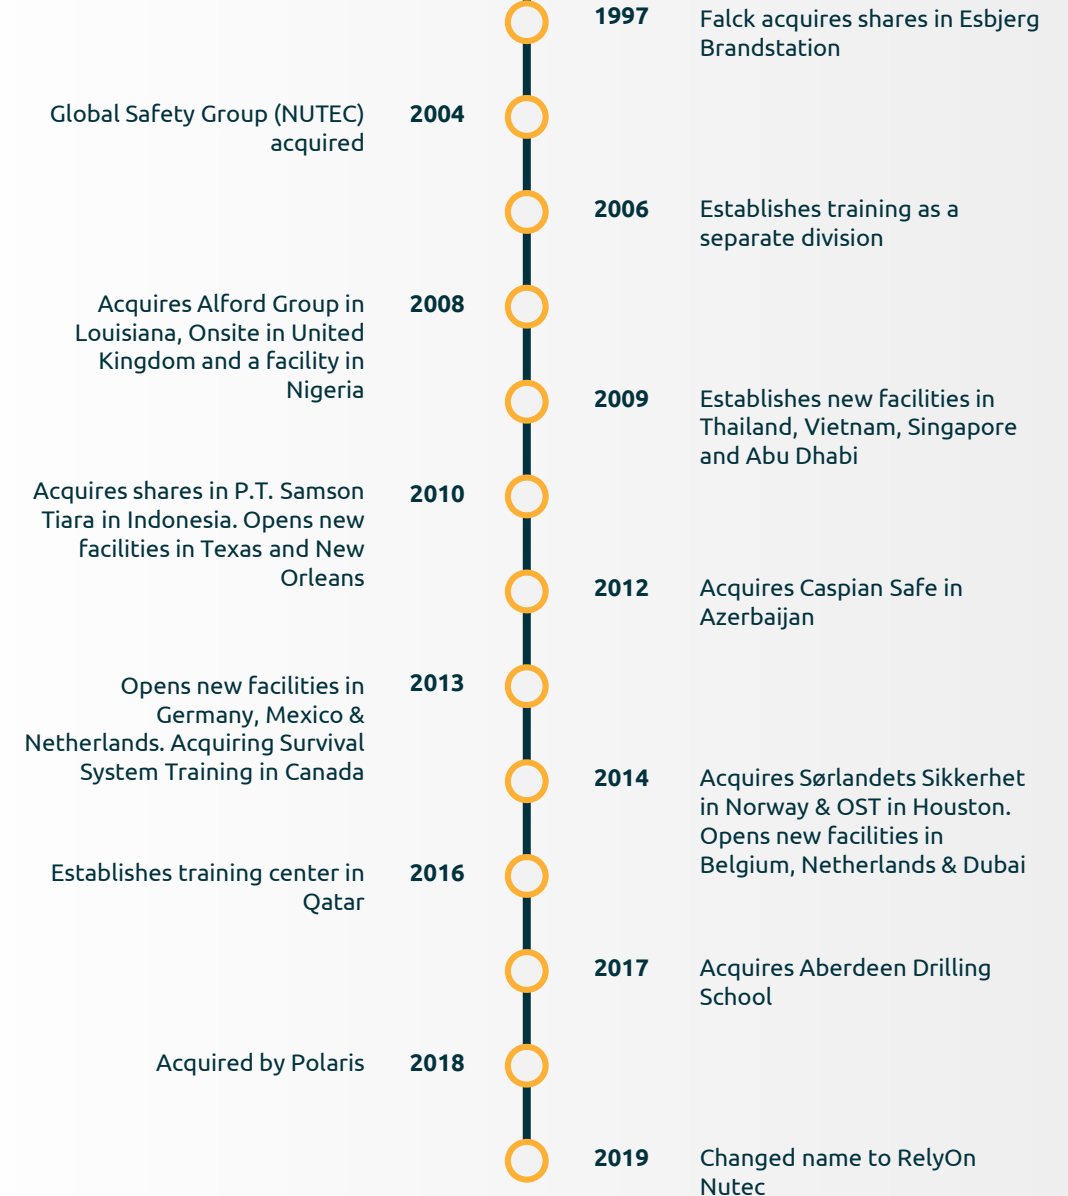 1997
Falck acquires shares in Esbjerg
Brandstation
Global Safety Group (NUTEC)
acquired
2004
2006
Establishes training as a
separate division
Acquires Alford Group in
Louisiana, Onsite in United
Kingdom and a facility in
Nigeria
2008
2009
Establishes new facilities in
Thailand, Vietnam, Singapore
and Abu Dhabi
Acquires shares in P.T. Samson
Tiara in Indonesia. Opens new
facilities in Texas and New
Orleans
2010
2012
Acquires Caspian Safe in
Azerbaijan
Opens new facilities in
Germany, Mexico &
Netherlands. Acquiring Survival
System Training in Canada
2013
2014
Acquires Sørlandets Sikkerhet
in Norway & OST in Houston.
Opens new facilities in
Belgium, Netherlands & Dubai
Establishes training center in
Qatar
2016
2017
Acquires Aberdeen Drilling
School
Acquired by Polaris
2018
2019
Changed name to RelyOn
Nutec